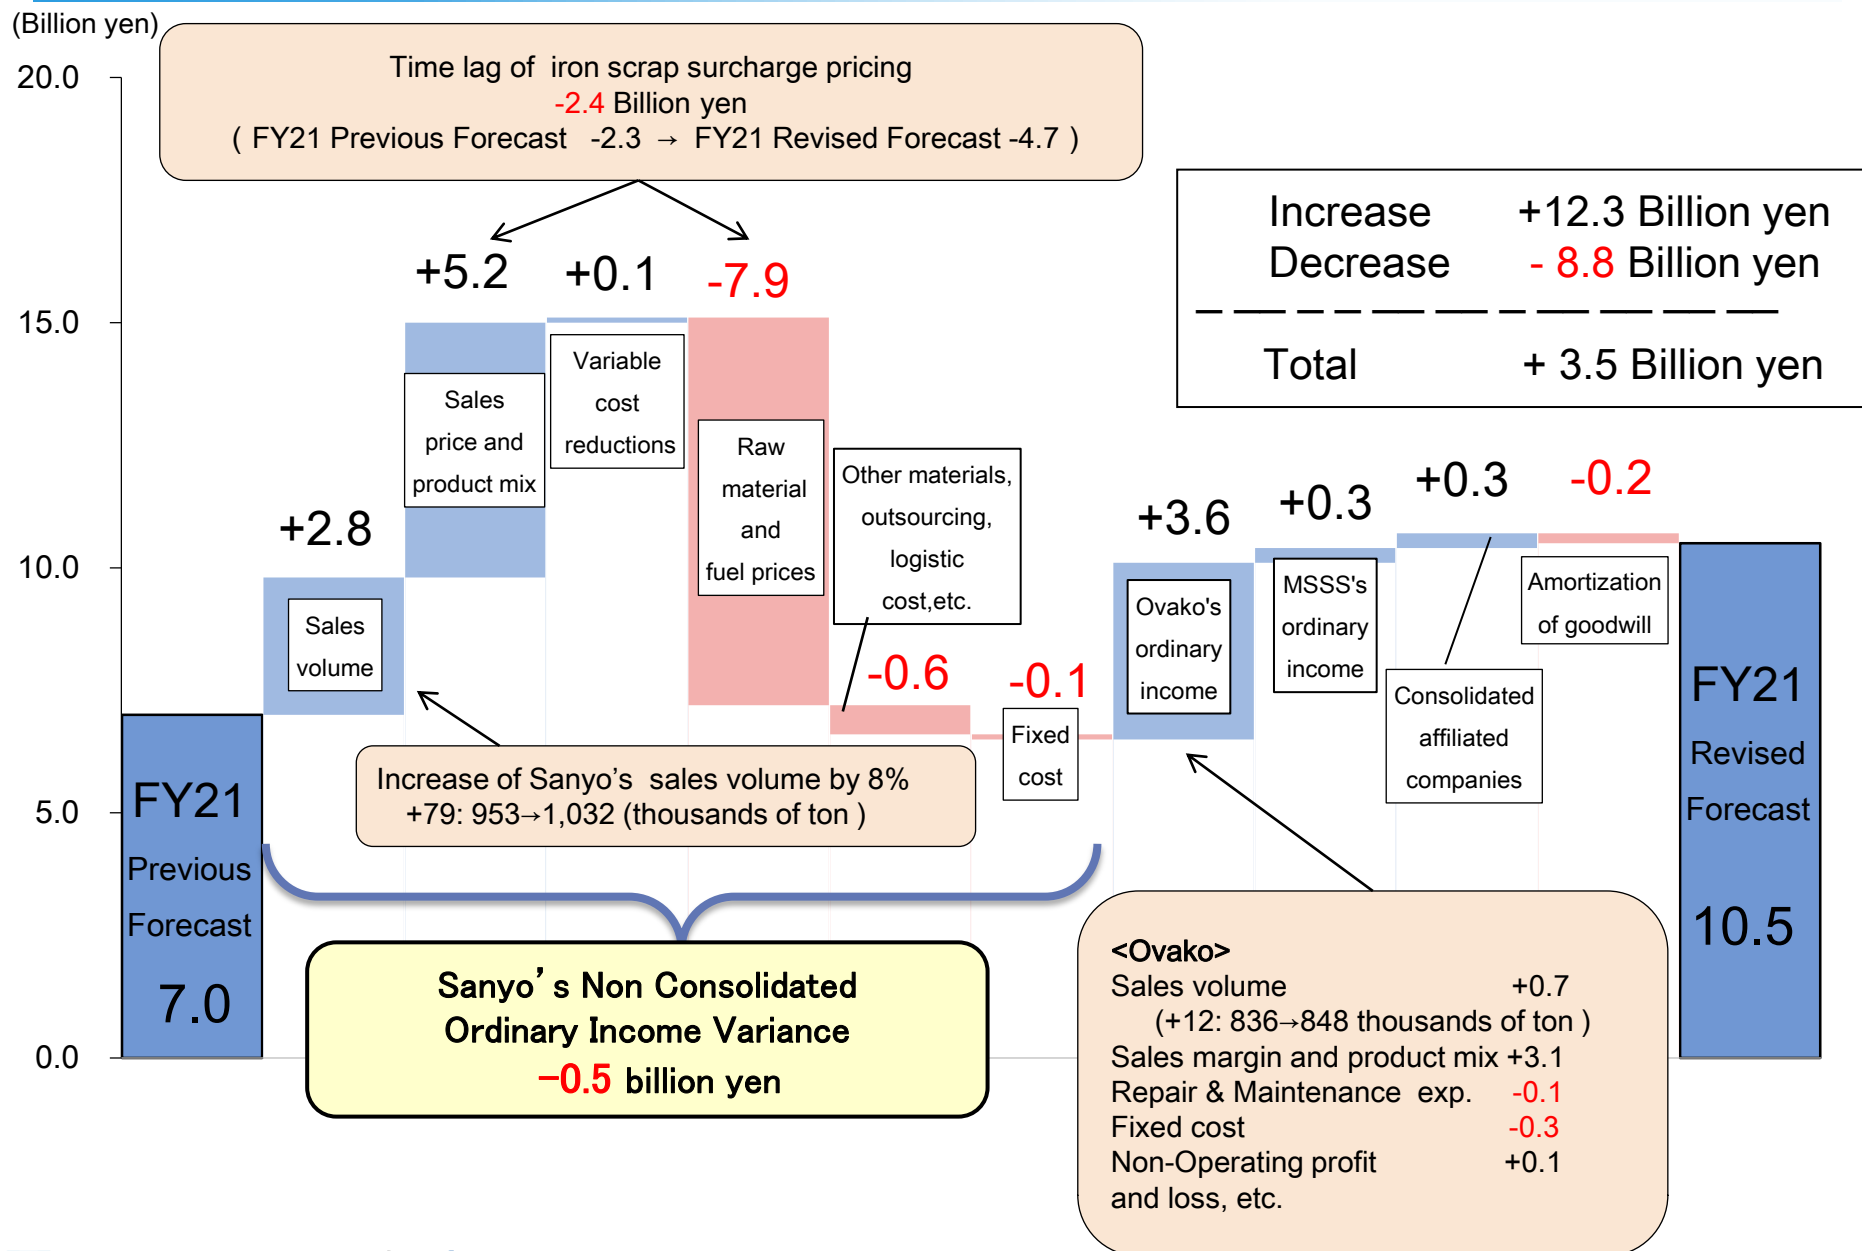 (Billion yen)
20.0
15.0
10.0
5.0
0.0
Time lag of iron scrap surcharge pricing
-2.4 Billion yen
( FY21 Previous Forecast -2.3 → FY21 Revised Forecast -4.7 )
Increase +12.3 Billion yen
Decrease - 8.8 Billion yen
Total + 3.5 Billion yen
FY21
Previous
Forecast
7.0
+2.8
Sales
volume
+5.2
Sales
price and
product mix
+0.1
Variable
cost
reductions
-7.9
Raw
material
and
fuel prices
Other materials,
outsourcing,
logistic
cost,etc.
-0.6
-0.1
Fixed
cost
+3.6
Ovako's
ordinary
income
+0.3
MSSS's
ordinary
income
+0.3
Consolidated
affiliated
companies
-0.2
Amortization
of goodwill
FY21
Revised
Forecast
10.5
Increase of Sanyo’s sales volume by 8%
+79: 953→1,032 (thousands of ton )
Sanyo’s Non Consolidated
Ordinary Income Variance
-0.5 billion yen
<Ovako>
Sales volume +0.7
(+12: 836→848 thousands of ton )
Sales margin and product mix +3.1
Repair & Maintenance exp. -0.1
Fixed cost -0.3
Non-Operating profit +0.1
and loss, etc.